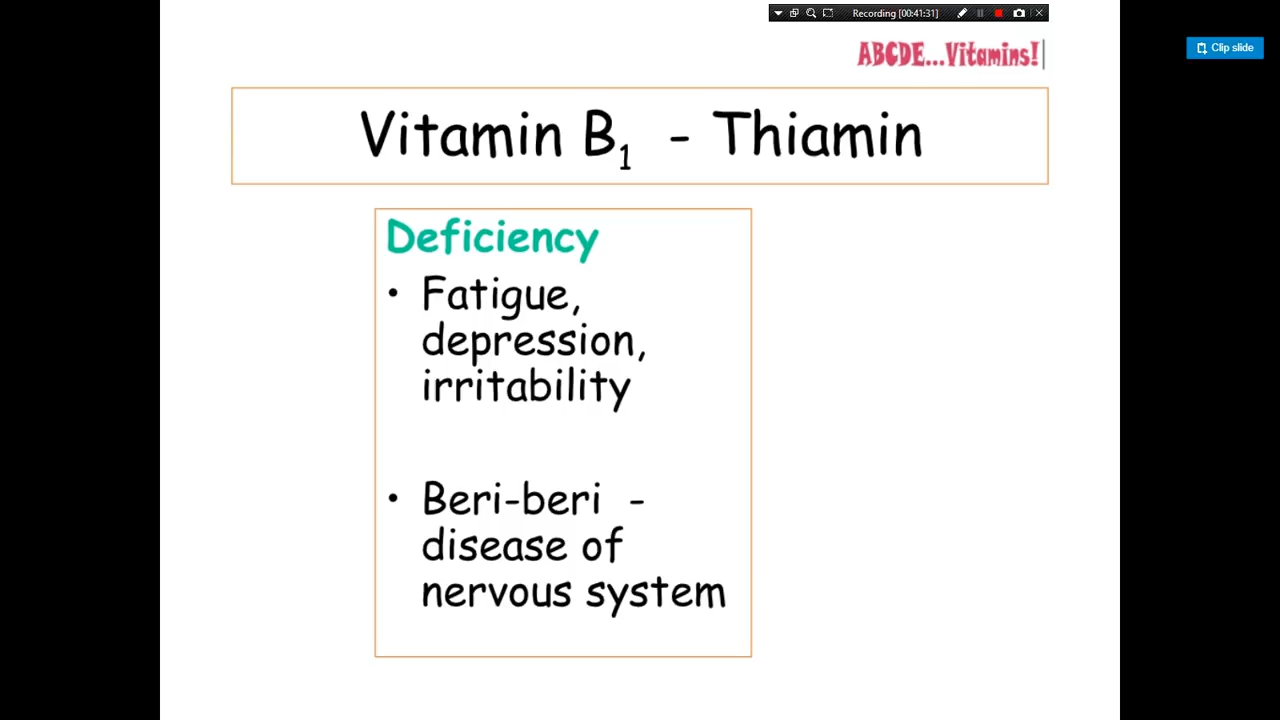 Recording [00:41:31]
ABCDE...Vitamins!
Clip slide
Vitamin B1 - Thiamin
Deficiency
• Fatigue,
depression,
irritability
• Beri-beri -
disease of
nervous system